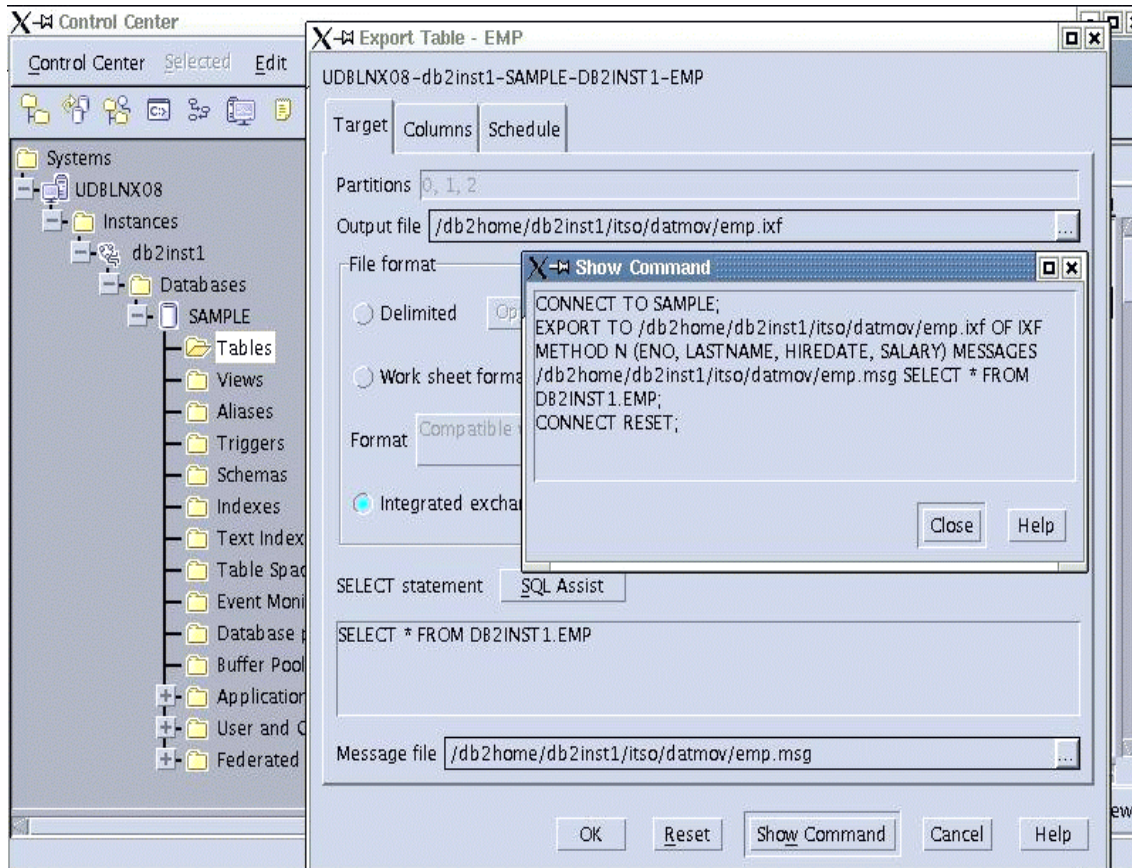 Control Center
Control Center Selected Edit
Systems
UDBLNX08
Instances
db2inst1
Databases
SAMPLE
Tables
Views
Aliases
Triggers
Schemas
Indexes
Text Index
Table Spac
Event Moni
Database p
Buffer Pool
Application
User and C
Federated
Export Table - EMP
UDBLNX08-db2inst1-SAMPLE-DB2INST1-EMP
Target Columns Schedule
Partitions 0, 1, 2
Output file /db2home/db2inst1/itso/datmov/emp.ixf ...
File format
Delimited Op
Work sheet forma
Format Compatible
Integrated exchar
Show Command
CONNECT TO SAMPLE;
EXPORT TO /db2home/db2inst1/itso/datmov/emp.ixf OF IXF
METHOD N (ENO, LASTNAME, HIREDATE, SALARY) MESSAGES
/db2home/db2inst1/itso/datmov/emp.msg SELECT * FROM
DB2INST1.EMP;
CONNECT RESET;
Close Help
SELECT statement SQL Assist
SELECT * FROM DB2INST1.EMP
Message file /db2home/db2inst1/itso/datmov/emp.msg ...
OK Reset Show Command Cancel Help
ew